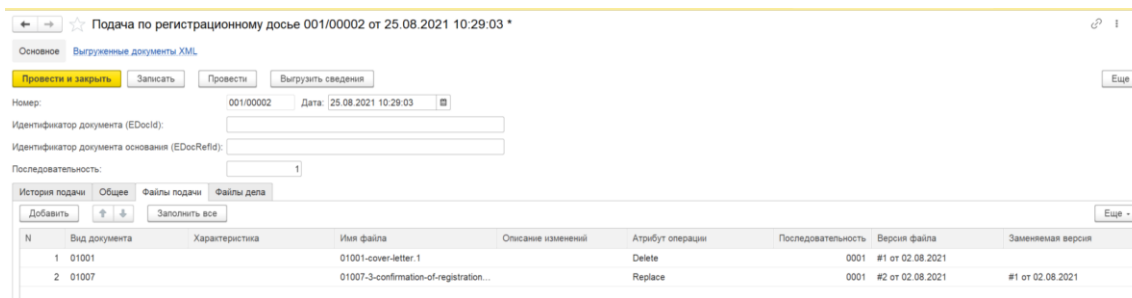 Подача по регистрационному досье 001/00002 от 25.08.2021 10:29:03 *
Основное Выгруженные документы XML
Провести и закрыть Записать Провести Выгрузить сведения Еще
Номер: 001/00002 Дата: 25.08.2021 10:29:03
Идентификатор документа (EDocId):
Идентификатор документа основания (EDocRefId):
Последовательность: 1
История подачи Общее Файлы подачи Файлы дела
Добавить Заполнить все Еще
N Вид документа Характеристика Имя файла Описание изменений Атрибут операции Последовательность Версия файла Заменяемая версия
1 01001 01001-cover-letter.1 Delete 0001 #1 от 02.08.2021
2 01007 01007-3-confirmation-of-registration... Replace 0001 #2 от 02.08.2021 #1 от 02.08.2021